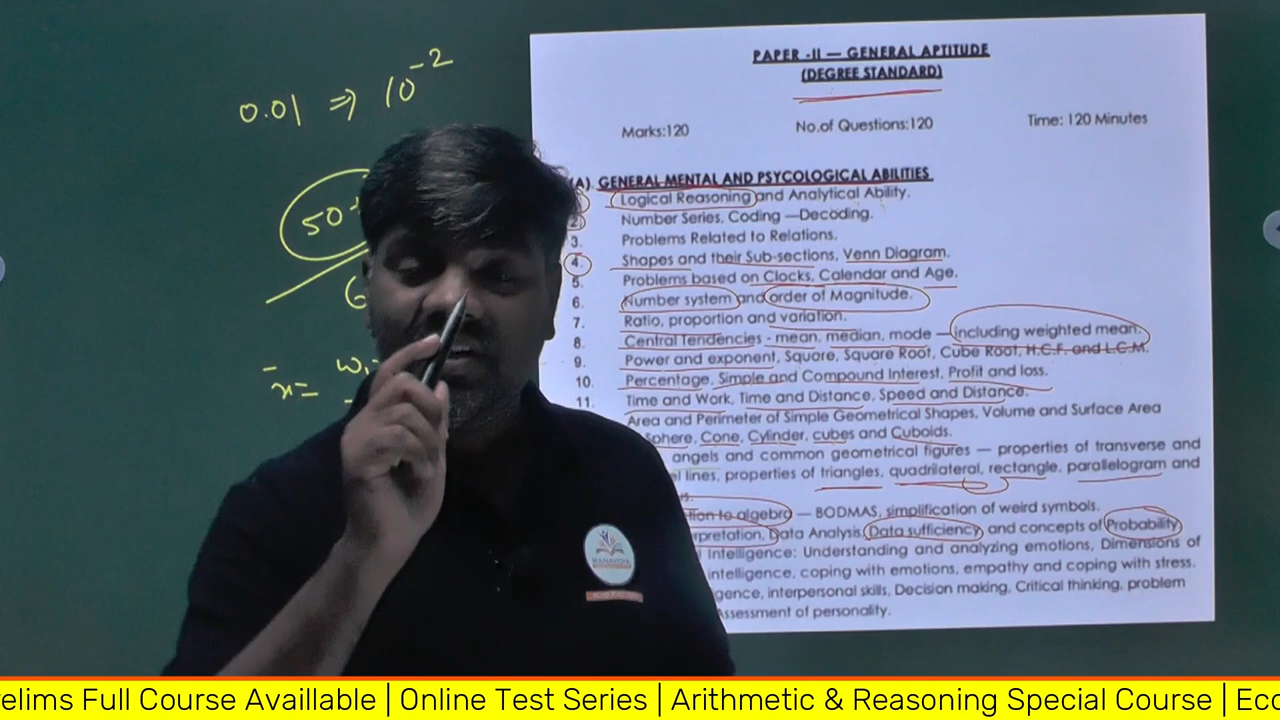 0.01 ⇒ 10⁻²
50
6
x̄ = W₁
PAPER -II — GENERAL APTITUDE
(DEGREE STANDARD)
Marks:120 No.of Questions:120 Time: 120 Minutes
(A) GENERAL MENTAL AND PSYCOLOGICAL ABILITIES
Logical Reasoning and Analytical Ability.
2. Number Series, Coding —Decoding.
3. Problems Related to Relations.
4. Shapes and their Sub-sections, Venn Diagram.
5. Problems based on Clocks, Calendar and Age.
6. Number system and order of Magnitude.
7. Ratio, proportion and variation.
8. Central Tendencies - mean, median, mode — including weighted mean.
9. Power and exponent, Square, Square Root, Cube Root, H.C.F. and L.C.M.
10. Percentage, Simple and Compound Interest, Profit and loss.
11. Time and Work, Time and Distance, Speed and Distance.
Area and Perimeter of Simple Geometrical Shapes, Volume and Surface Area
Sphere, Cone, Cylinder, cubes and Cuboids.
angels and common geometrical figures — properties of transverse and
lines, properties of triangles, quadrilateral, rectangle, parallelogram and
to algebra — BODMAS, simplification of weird symbols.
Data Analysis, Data sufficiency and concepts of Probability
Intelligence: Understanding and analyzing emotions, Dimensions of
intelligence, coping with emotions, empathy and coping with stress.
interpersonal skills, Decision making, Critical thinking, problem
Assessment of personality.
MANAVIDYA
relims Full Course Availlable | Online Test Series | Arithmetic & Reasoning Special Course | Eco